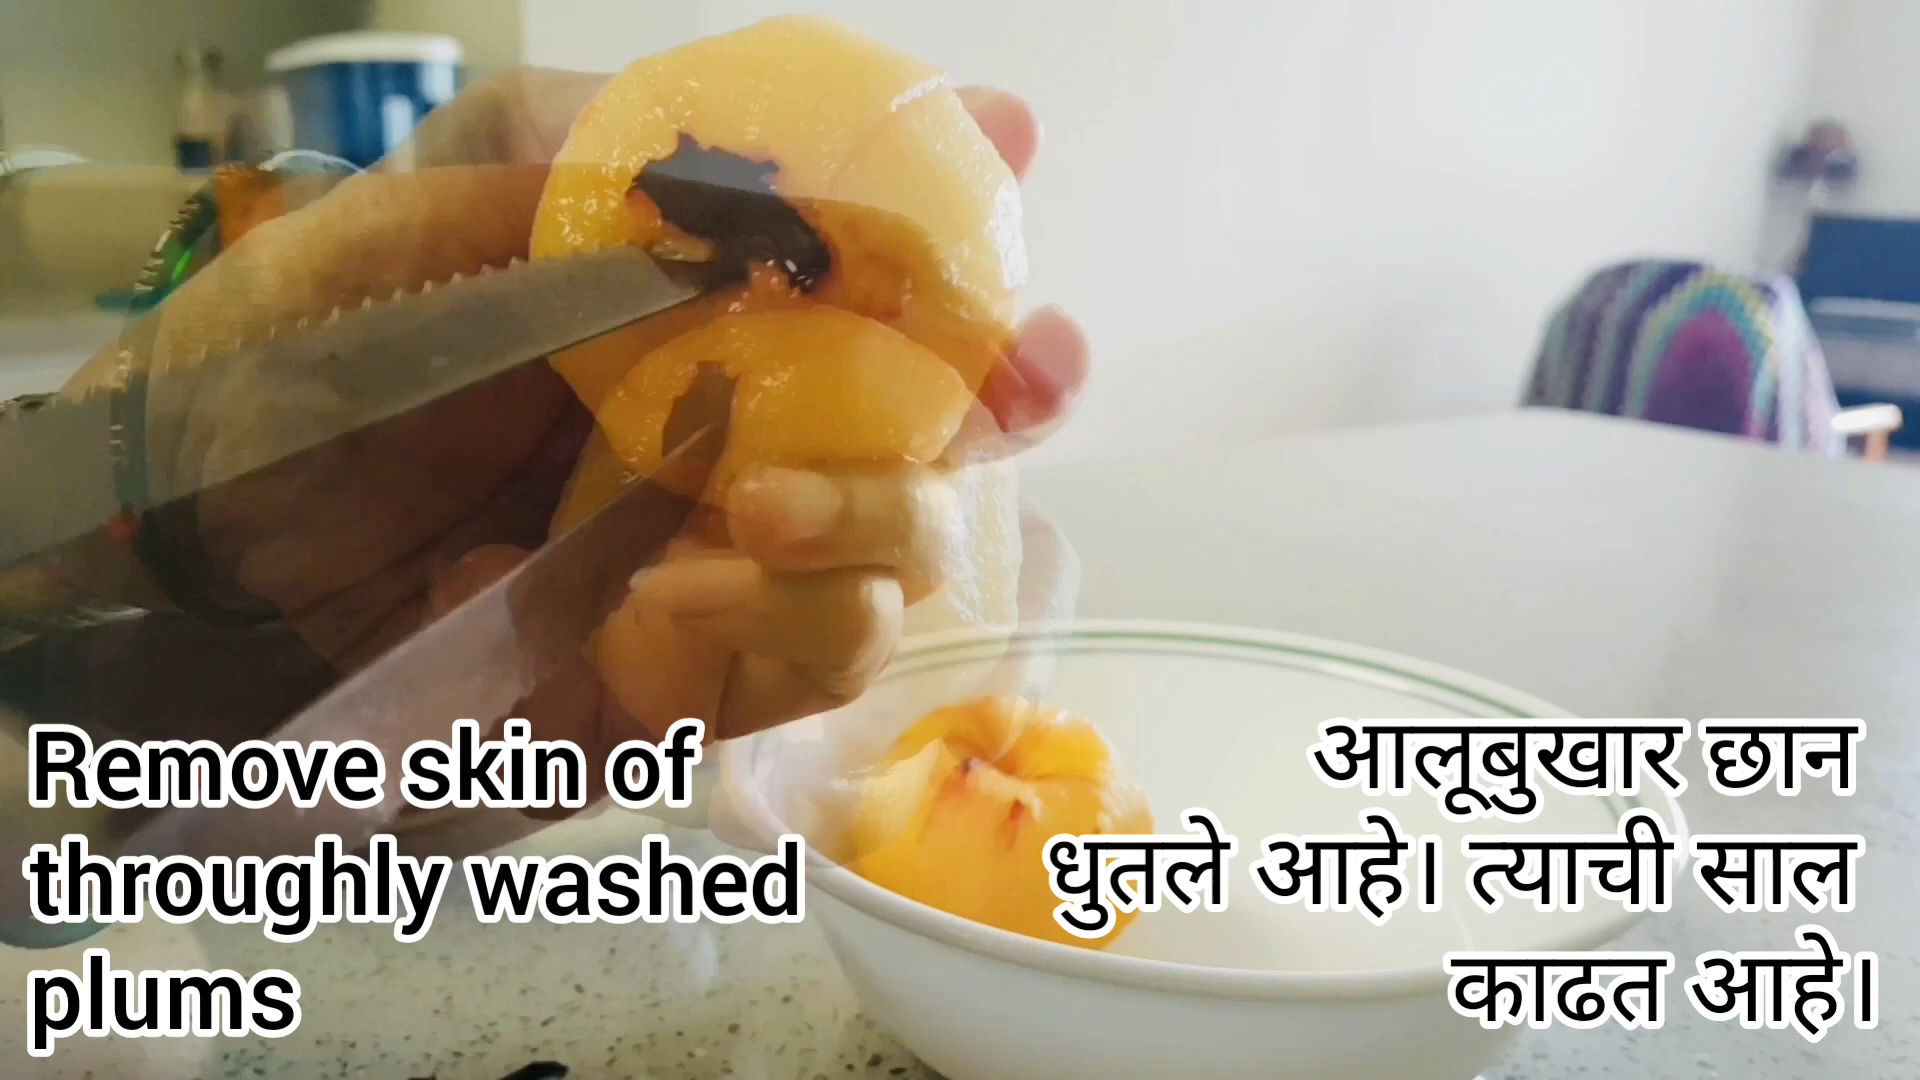 Remove skin of
throughly washed
plums
आलूबुखार छान
धुतले आहे। त्याची साल
काढत आहे।